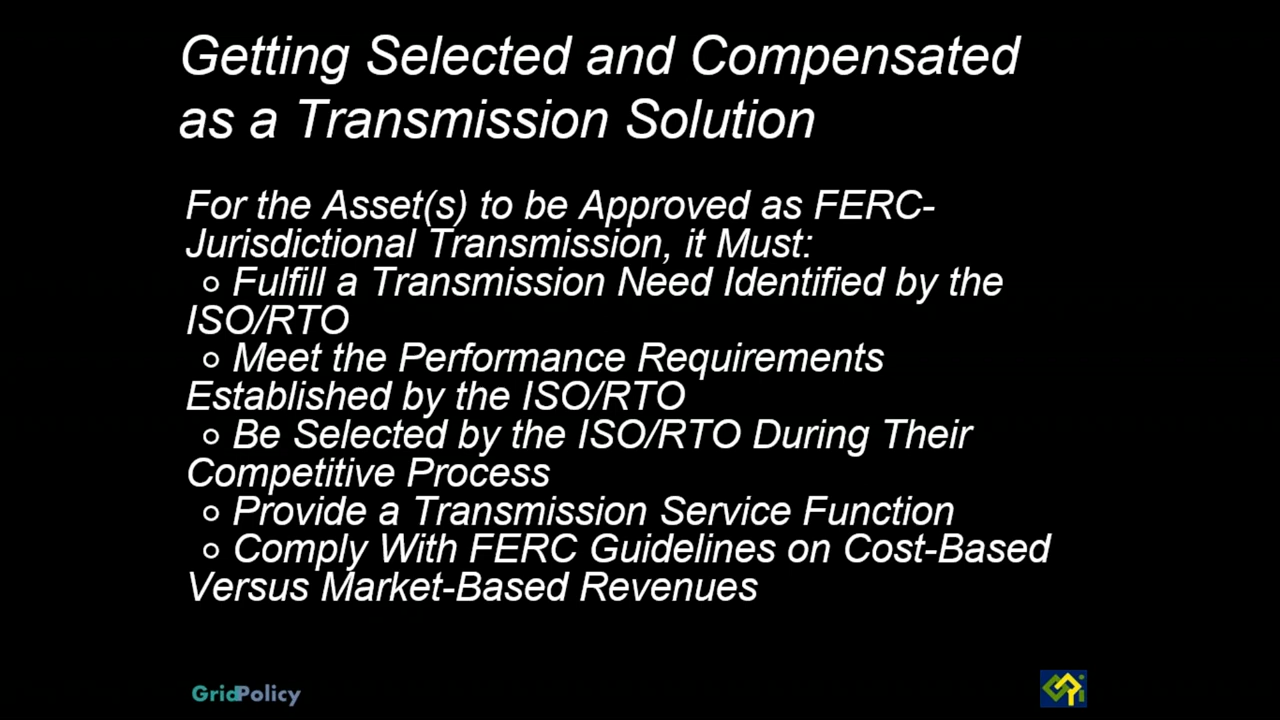 Getting Selected and Compensated
as a Transmission Solution
For the Asset(s) to be Approved as FERC-
Jurisdictional Transmission, it Must:
○ Fulfill a Transmission Need Identified by the
ISO/RTO
○ Meet the Performance Requirements
Established by the ISO/RTO
○ Be Selected by the ISO/RTO During Their
Competitive Process
○ Provide a Transmission Service Function
○ Comply With FERC Guidelines on Cost-Based
Versus Market-Based Revenues
GridPolicy